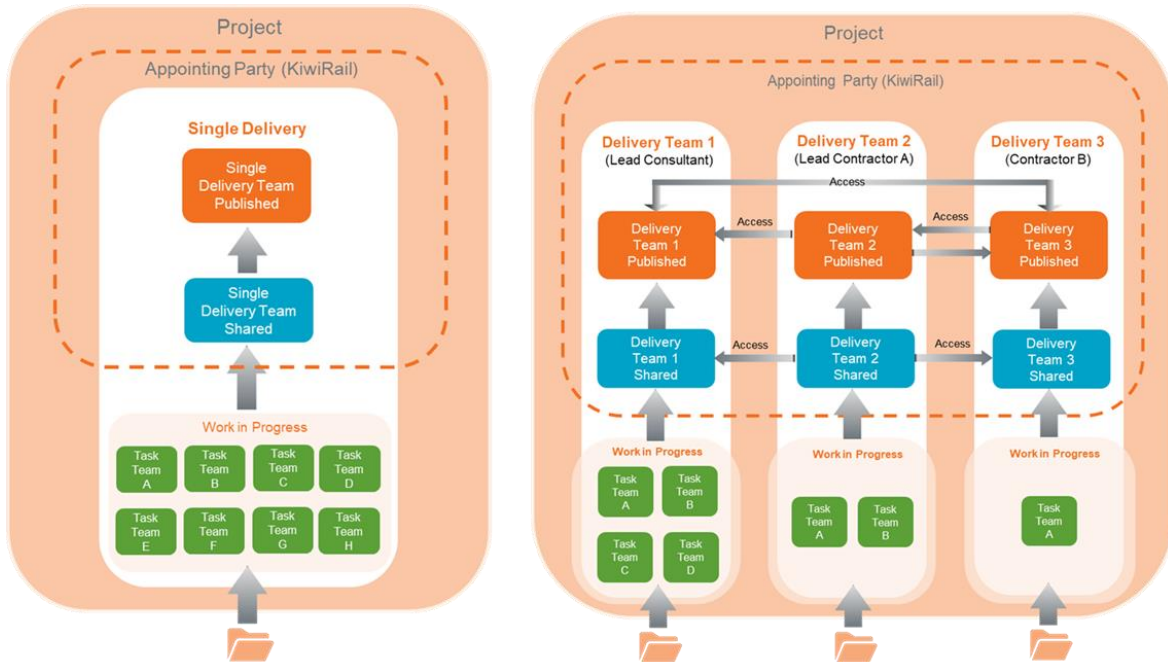 Project
Appointing Party (KiwiRail)
Single Delivery
Single
Delivery Team
Published
Single
Delivery Team
Shared
Work in Progress
Task
Team
A
Task
Team
B
Task
Team
C
Task
Team
D
Task
Team
E
Task
Team
F
Task
Team
G
Task
Team
H
Project
Appointing Party (KiwiRail)
Delivery Team 1
(Lead Consultant)
Delivery Team 2
(Lead Contractor A)
Delivery Team 3
(Contractor B)
Access
Delivery
Team 1
Published
Access
Delivery
Team 2
Published
Access
Delivery
Team 3
Published
Delivery
Team 1
Shared
Access
Delivery
Team 2
Shared
Access
Delivery
Team 3
Shared
Work in Progress
Task
Team
A
Task
Team
B
Task
Team
C
Task
Team
D
Work in Progress
Task
Team
A
Task
Team
B
Work in Progress
Task
Team
A